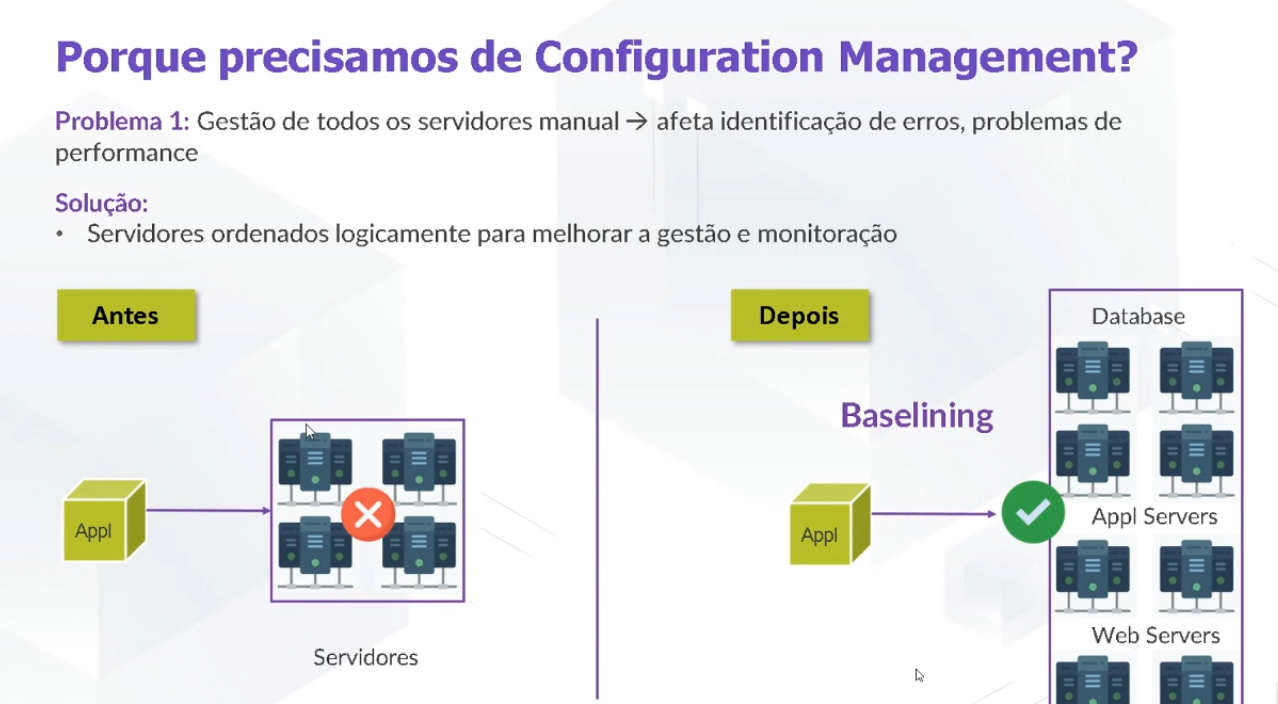 Porque precisamos de Configuration Management?
Problema 1: Gestão de todos os servidores manual → afeta identificação de erros, problemas de
performance
Solução:
• Servidores ordenados logicamente para melhorar a gestão e monitoração
Antes
Appl
Servidores
Depois
Baselining
Appl
Database
Appl Servers
Web Servers